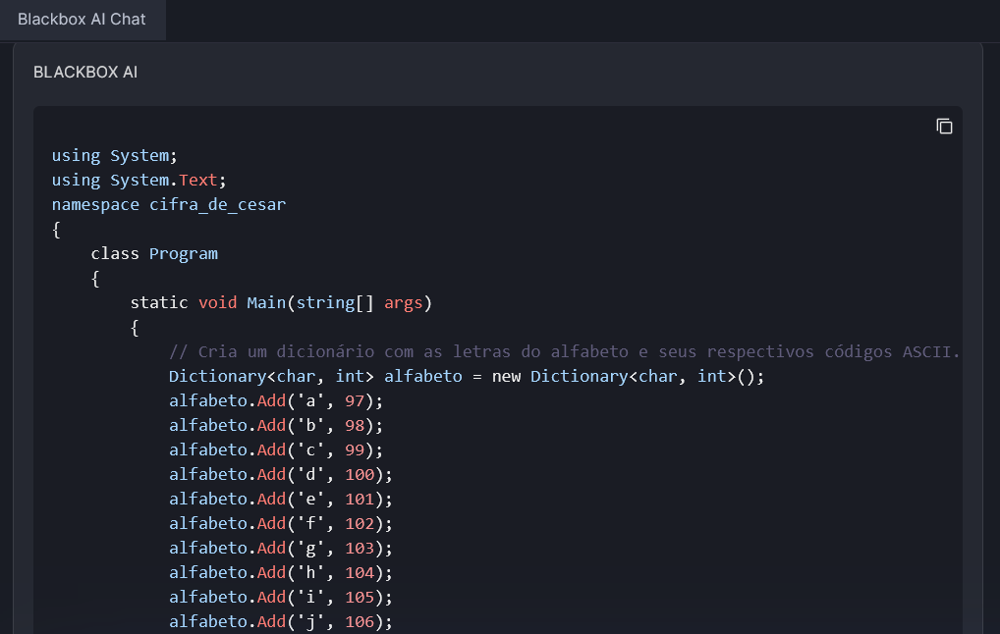 Blackbox AI Chat
BLACKBOX AI
using System;
using System.Text;
namespace cifra_de_cesar
{
    class Program
    {
        static void Main(string[] args)
        {
            // Cria um dicionário com as letras do alfabeto e seus respectivos códigos ASCII.
            Dictionary<char, int> alfabeto = new Dictionary<char, int>();
            alfabeto.Add('a', 97);
            alfabeto.Add('b', 98);
            alfabeto.Add('c', 99);
            alfabeto.Add('d', 100);
            alfabeto.Add('e', 101);
            alfabeto.Add('f', 102);
            alfabeto.Add('g', 103);
            alfabeto.Add('h', 104);
            alfabeto.Add('i', 105);
            alfabeto.Add('j', 106);